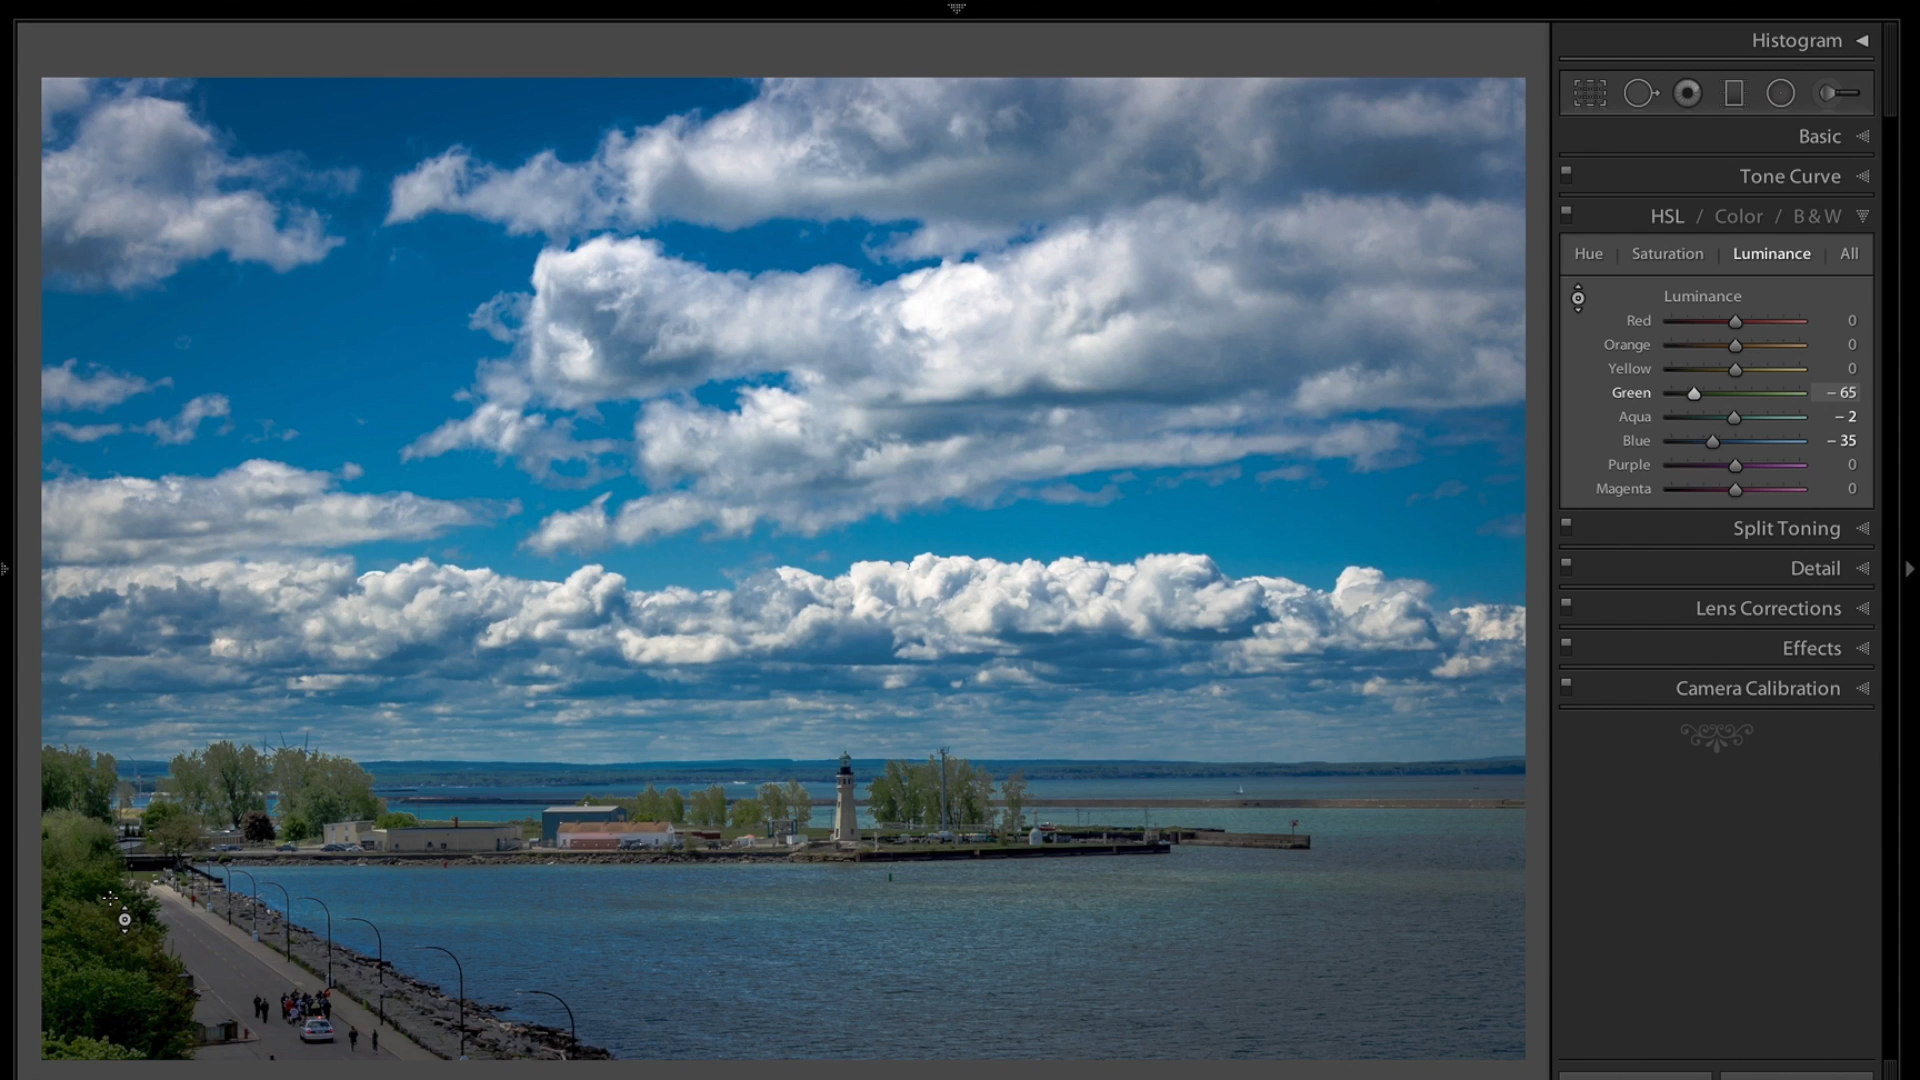 Histogram
Basic
Tone Curve
HSL / Color / B & W
Hue | Saturation | Luminance | All
Luminance
Red 0
Orange 0
Yellow 0
Green – 65
Aqua – 2
Blue – 35
Purple 0
Magenta 0
Split Toning
Detail
Lens Corrections
Effects
Camera Calibration